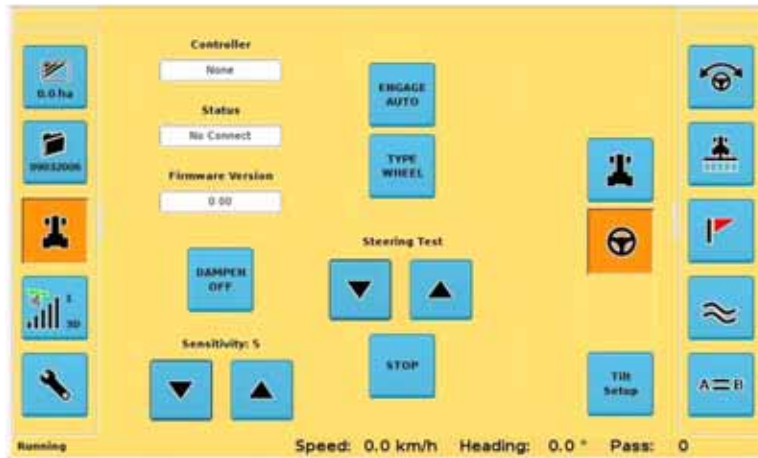 0.0 ha
09032006
1
3D
Controller
None
Status
No Connect
Firmware Version
0.00
DAMPEN
OFF
Sensitivity: 5
ENGAGE
AUTO
TYPE
WHEEL
Steering Test
STOP
Tilt
Setup
A=B
Running
Speed: 0.0 km/h Heading: 0.0 ° Pass: 0